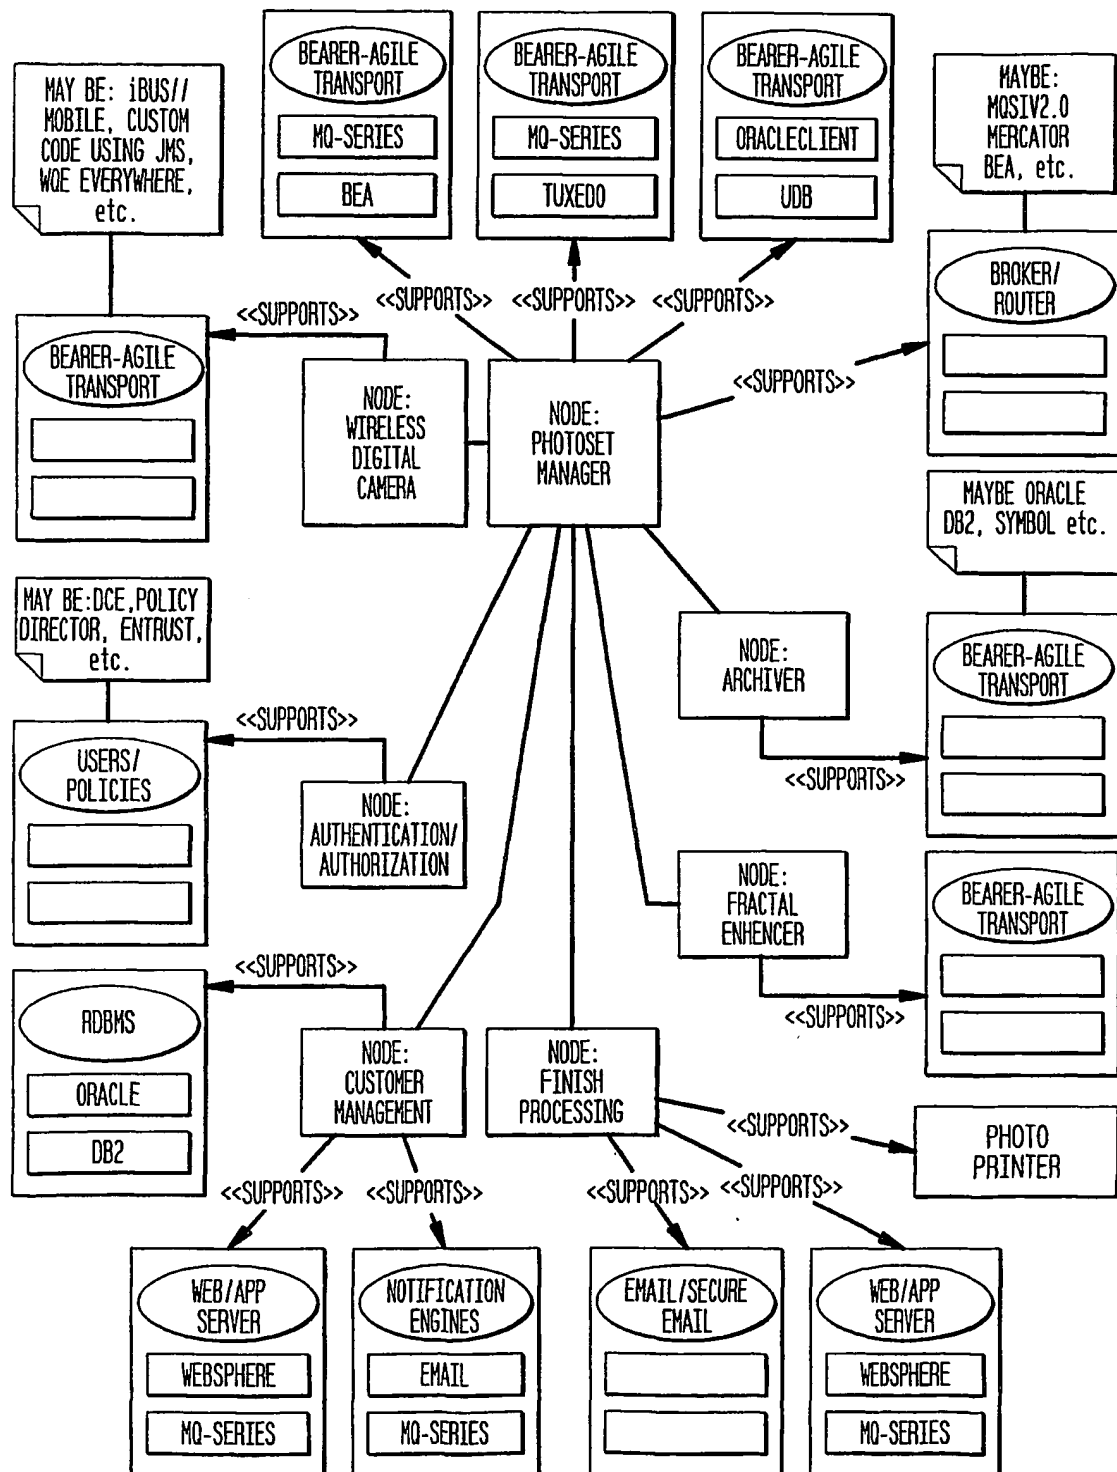 BEARER-AGILE
TRANSPORT
MQ-SERIES
BEA
BEARER-AGILE
TRANSPORT
MQ-SERIES
TUXEDO
BEARER-AGILE
TRANSPORT
ORACLECLIENT
UDB
MAY BE: iBUS//
MOBILE, CUSTOM
CODE USING JMS,
WQE EVERYWHERE,
etc.
MAYBE:
MQSIV2.0
MERCATOR
BEA, etc.
<<SUPPORTS>>
<<SUPPORTS>>
<<SUPPORTS>>
<<SUPPORTS>>
<<SUPPORTS>>
BEARER-AGILE
TRANSPORT
NODE:
WIRELESS
DIGITAL
CAMERA
NODE:
PHOTOSET
MANAGER
BROKER/
ROUTER
MAYBE ORACLE
DB2, SYMBOL etc.
MAY BE:DCE,POLICY
DIRECTOR, ENTRUST,
etc.
NODE:
ARCHIVER
BEARER-AGILE
TRANSPORT
<<SUPPORTS>>
<<SUPPORTS>>
USERS/
POLICIES
NODE:
AUTHENTICATION/
AUTHORIZATION
NODE:
FRACTAL
ENHENCER
BEARER-AGILE
TRANSPORT
<<SUPPORTS>>
<<SUPPORTS>>
RDBMS
ORACLE
DB2
NODE:
CUSTOMER
MANAGEMENT
NODE:
FINISH
PROCESSING
<<SUPPORTS>>
PHOTO
PRINTER
<<SUPPORTS>>
<<SUPPORTS>>
<<SUPPORTS>>
<<SUPPORTS>>
WEB/APP
SERVER
WEBSPHERE
MQ-SERIES
NOTIFICATION
ENGINES
EMAIL
MQ-SERIES
EMAIL/SECURE
EMAIL
WEB/APP
SERVER
WEBSPHERE
MQ-SERIES